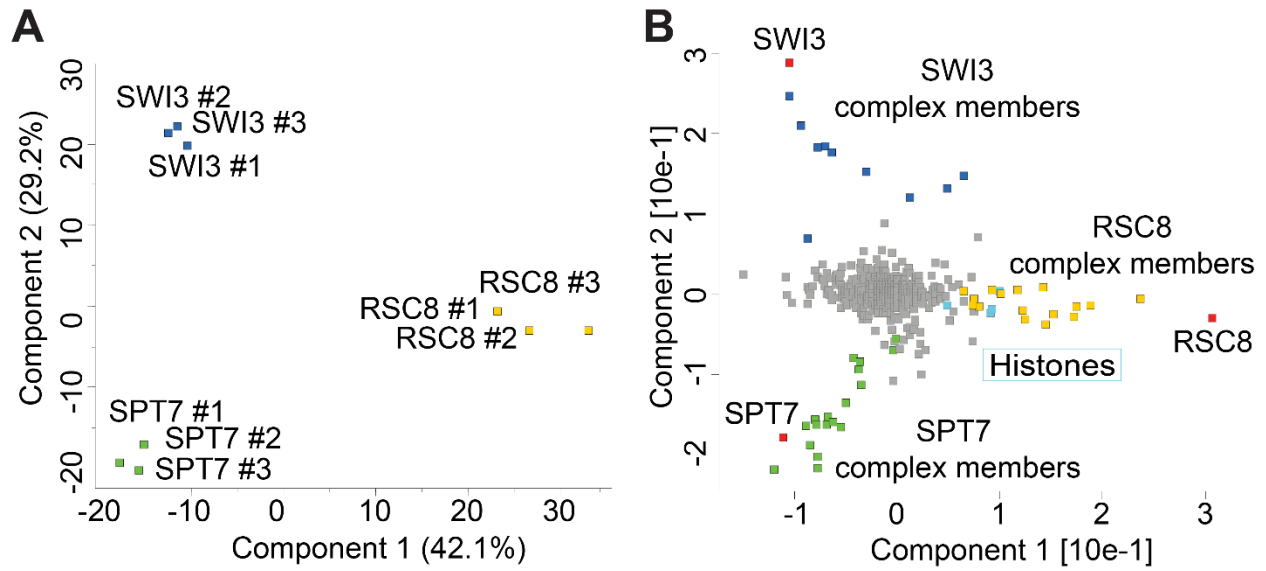 A
30
20
10
0
-10
-20
Component 2 (29.2%)
SWI3 #2
SWI3 #3
SWI3 #1
RSC8 #3
RSC8 #1
RSC8 #2
SPT7 #1
SPT7 #2
SPT7 #3
-20
-10
0
10
20
30
Component 1 (42.1%)
B
3
2
1
0
-1
-2
Component 2 [10e-1]
SWI3
SWI3
complex members
RSC8
complex members
RSC8
Histones
SPT7
SPT7
complex members
-1
0
1
2
3
Component 1 [10e-1]